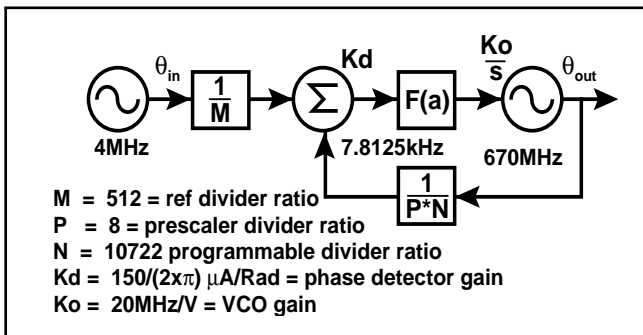 θin
1
M
Σ
Kd
F(a)
Ko
s
θout
4MHz
7.8125kHz
670MHz
1
P*N
M = 512 = ref divider ratio
P = 8 = prescaler divider ratio
N = 10722 programmable divider ratio
Kd = 150/(2xπ) μA/Rad = phase detector gain
Ko = 20MHz/V = VCO gain